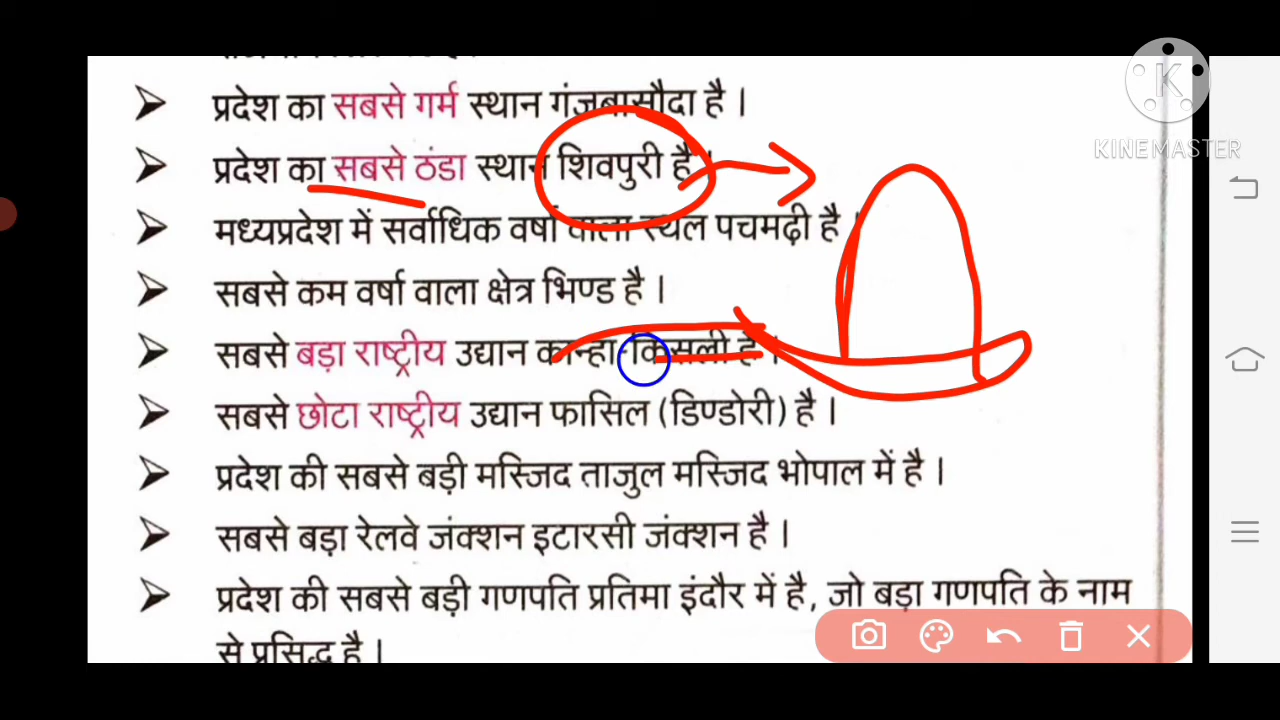 प्रदेश का सबसे गर्म स्थान गंजबासौदा है ।
प्रदेश का सबसे ठंडा स्थान शिवपुरी है ।
मध्यप्रदेश में सर्वाधिक वर्षा वाला स्थल पचमढ़ी है
सबसे कम वर्षा वाला क्षेत्र भिण्ड है ।
सबसे बड़ा राष्ट्रीय उद्यान कान्हा-किसली है ।
सबसे छोटा राष्ट्रीय उद्यान फासिल (डिण्डोरी) है ।
प्रदेश की सबसे बड़ी मस्जिद ताजुल मस्जिद भोपाल में है ।
सबसे बड़ा रेलवे जंक्शन इटारसी जंक्शन है ।
प्रदेश की सबसे बड़ी गणपति प्रतिमा इंदौर में है, जो बड़ा गणपति के नाम
से प्रसिद्ध है ।
K
KINEMASTER